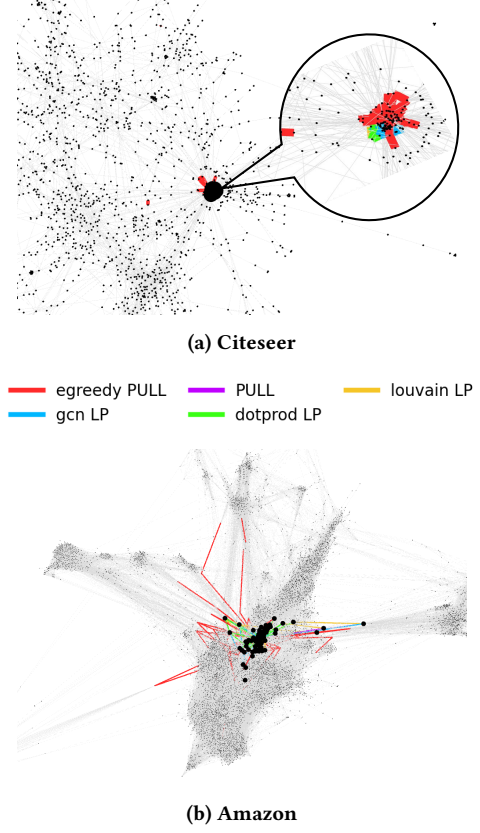 (a) Citeseer
egreedy PULL PULL louvain LP
gcn LP dotprod LP
(b) Amazon